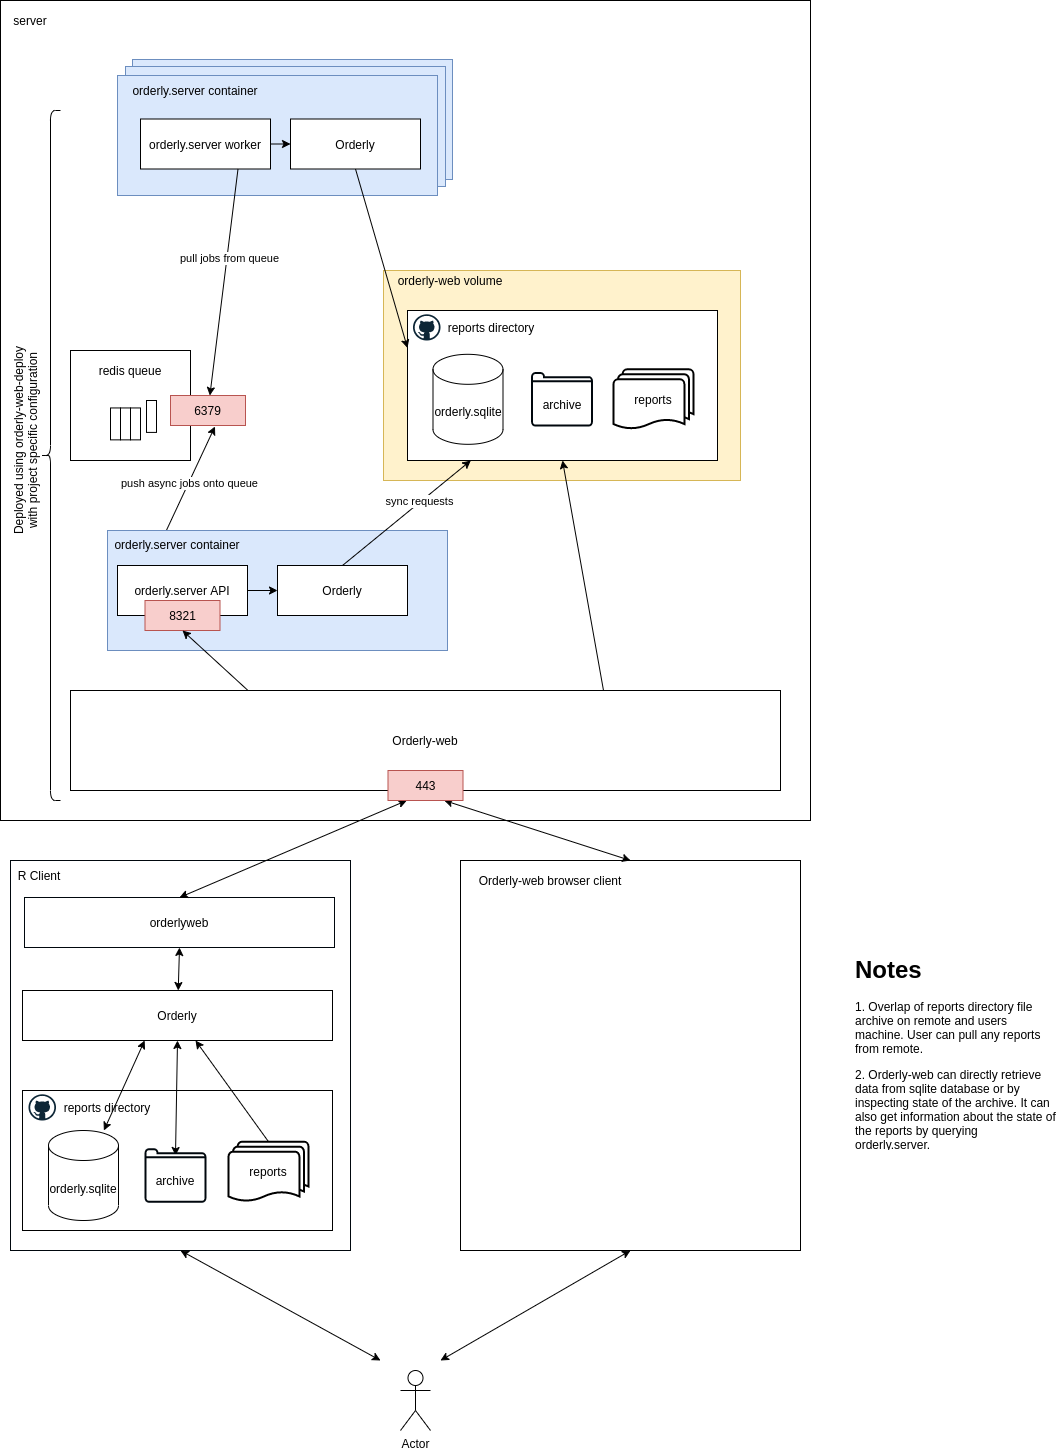 server
orderly.server container
orderly.server worker
Orderly
pull jobs from queue
orderly-web volume
reports directory
orderly.sqlite
archive
reports
redis queue
6379
Deployed using orderly-web-deploy
with project specific configuration
push async jobs onto queue
sync requests
orderly.server container
orderly.server API
Orderly
8321
Orderly-web
443
R Client
orderlyweb
Orderly
reports directory
orderly.sqlite
archive
reports
Orderly-web browser client
Notes
1. Overlap of reports directory file
archive on remote and users
machine. User can pull any reports
from remote.
2. Orderly-web can directly retrieve
data from sqlite database or by
inspecting state of the archive. It can
also get information about the state of
the reports by querying
orderly.server.
Actor